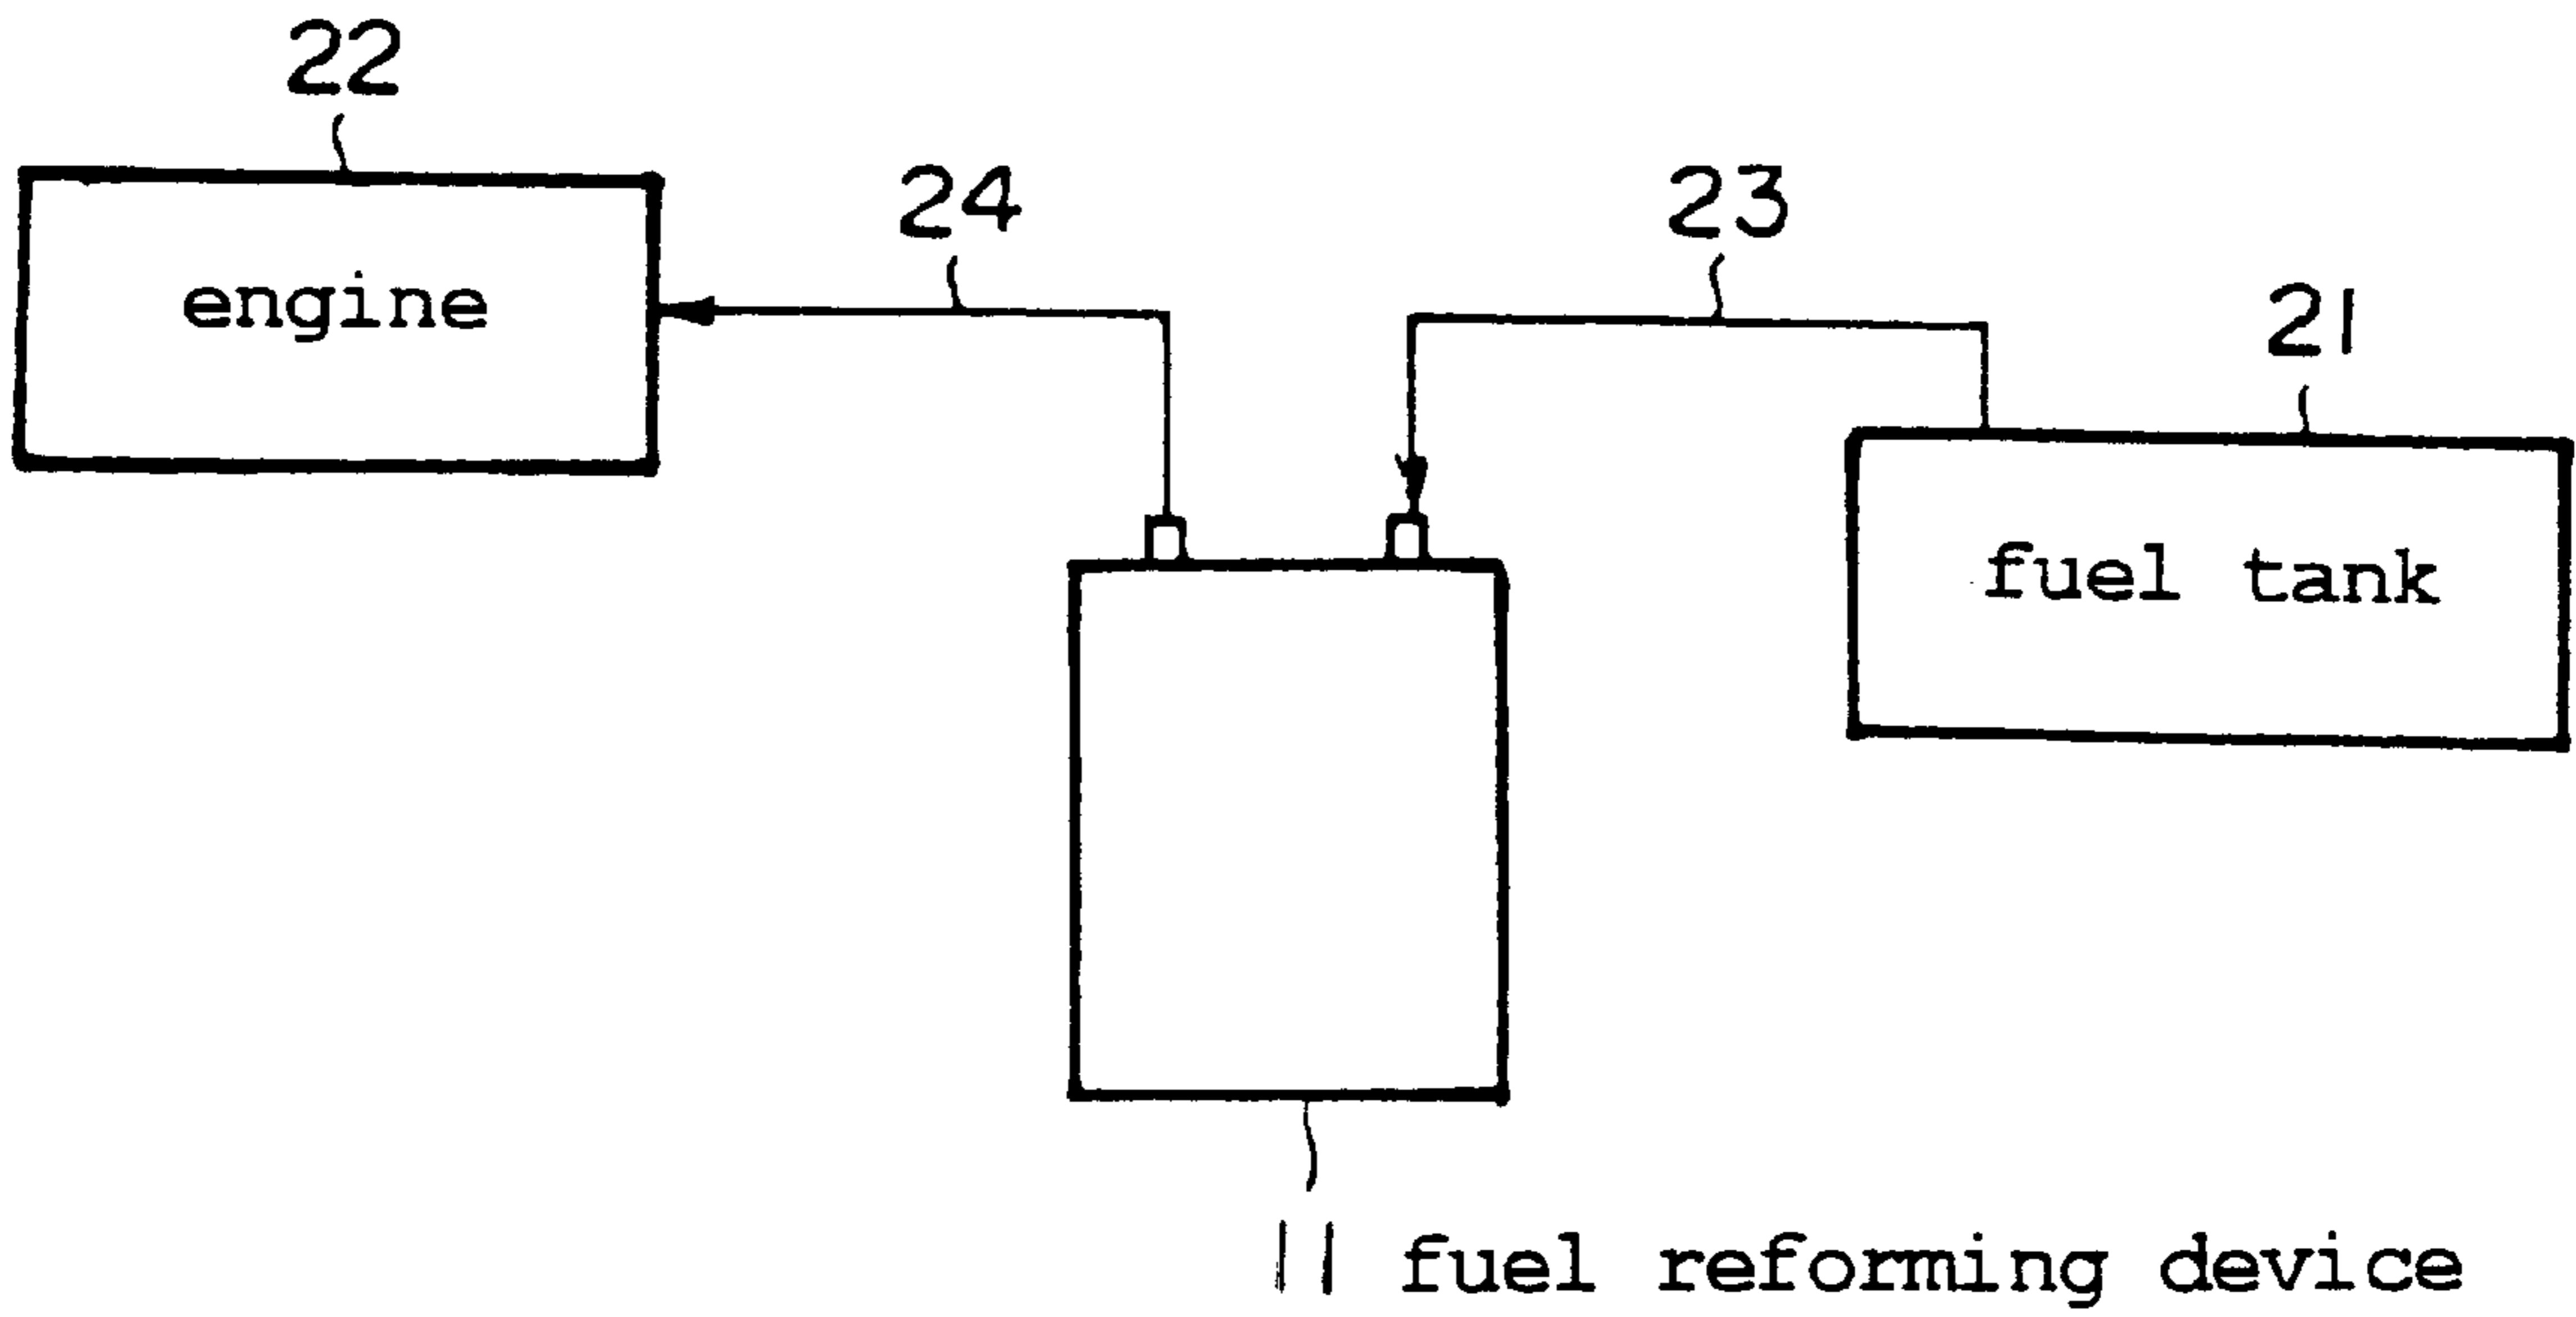 22
24
23
21
engine
fuel tank
11 fuel reforming device